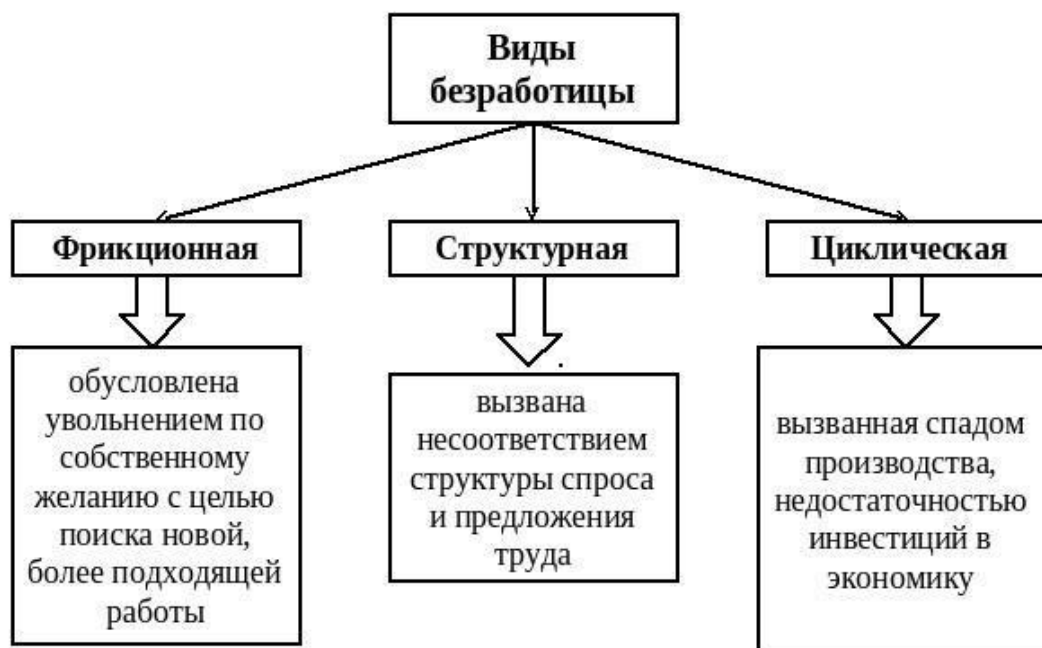 Виды
безработицы
Фрикционная
Структурная
Циклическая
обусловлена
увольнением по
собственному
желанию с целью
поиска новой,
более подходящей
работы
вызвана
несоответствием
структуры спроса
и предложения
труда
вызванная спадом
производства,
недостаточностью
инвестиций в
экономику